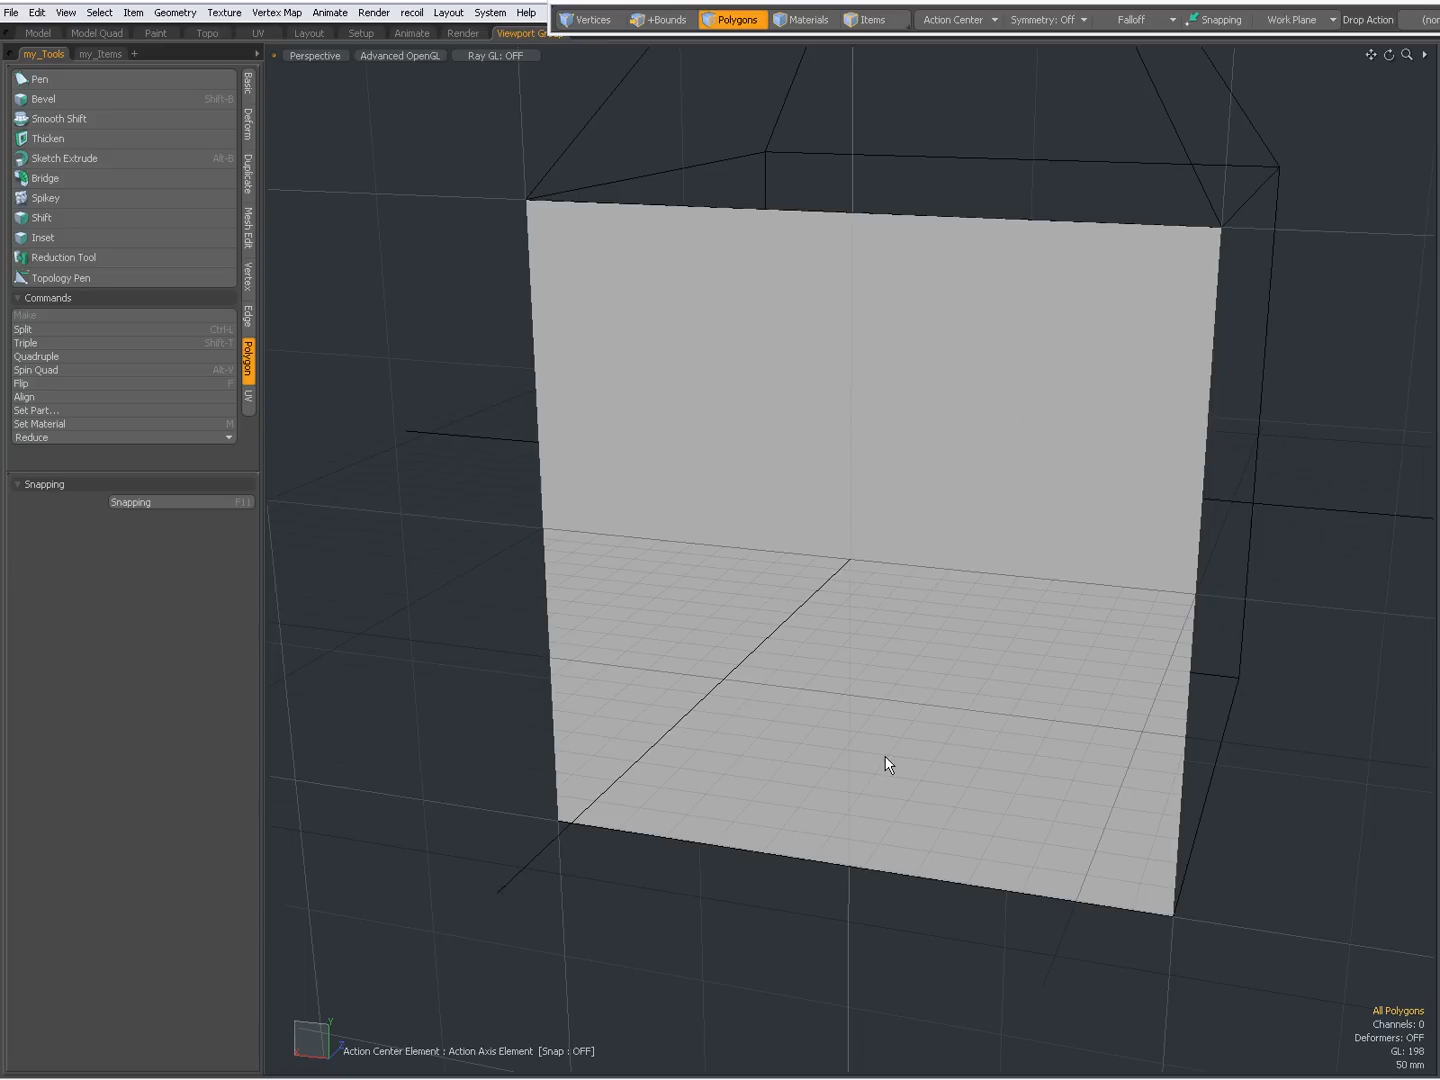 File Edit View Select Item Geometry Texture Vertex Map Animate Render recoil Layout System Help
Vertices +Bounds Polygons Materials Items Action Center Symmetry: Off Falloff Snapping Work Plane Drop Action (no
Model Model Quad Paint Topo UV Layout Setup Animate Render Viewport Gro
my_Tools my_Items +
Perspective Advanced OpenGL Ray GL: OFF
Pen
Bevel Shift-B
Smooth Shift
Thicken
Sketch Extrude Alt-B
Bridge
Spikey
Shift
Inset
Reduction Tool
Topology Pen
Commands
Make
Split Ctrl-L
Triple Shift-T
Quadruple
Spin Quad Alt-V
Flip F
Align
Set Part...
Set Material M
Reduce
Basic
Deform
Duplicate
Mesh Edit
Vertex
Edge
Polygon
UV
Snapping
Snapping F11
All Polygons
Channels: 0
Deformers: OFF
GL: 198
50 mm
Y
X
Z
Action Center Element : Action Axis Element [Snap : OFF]